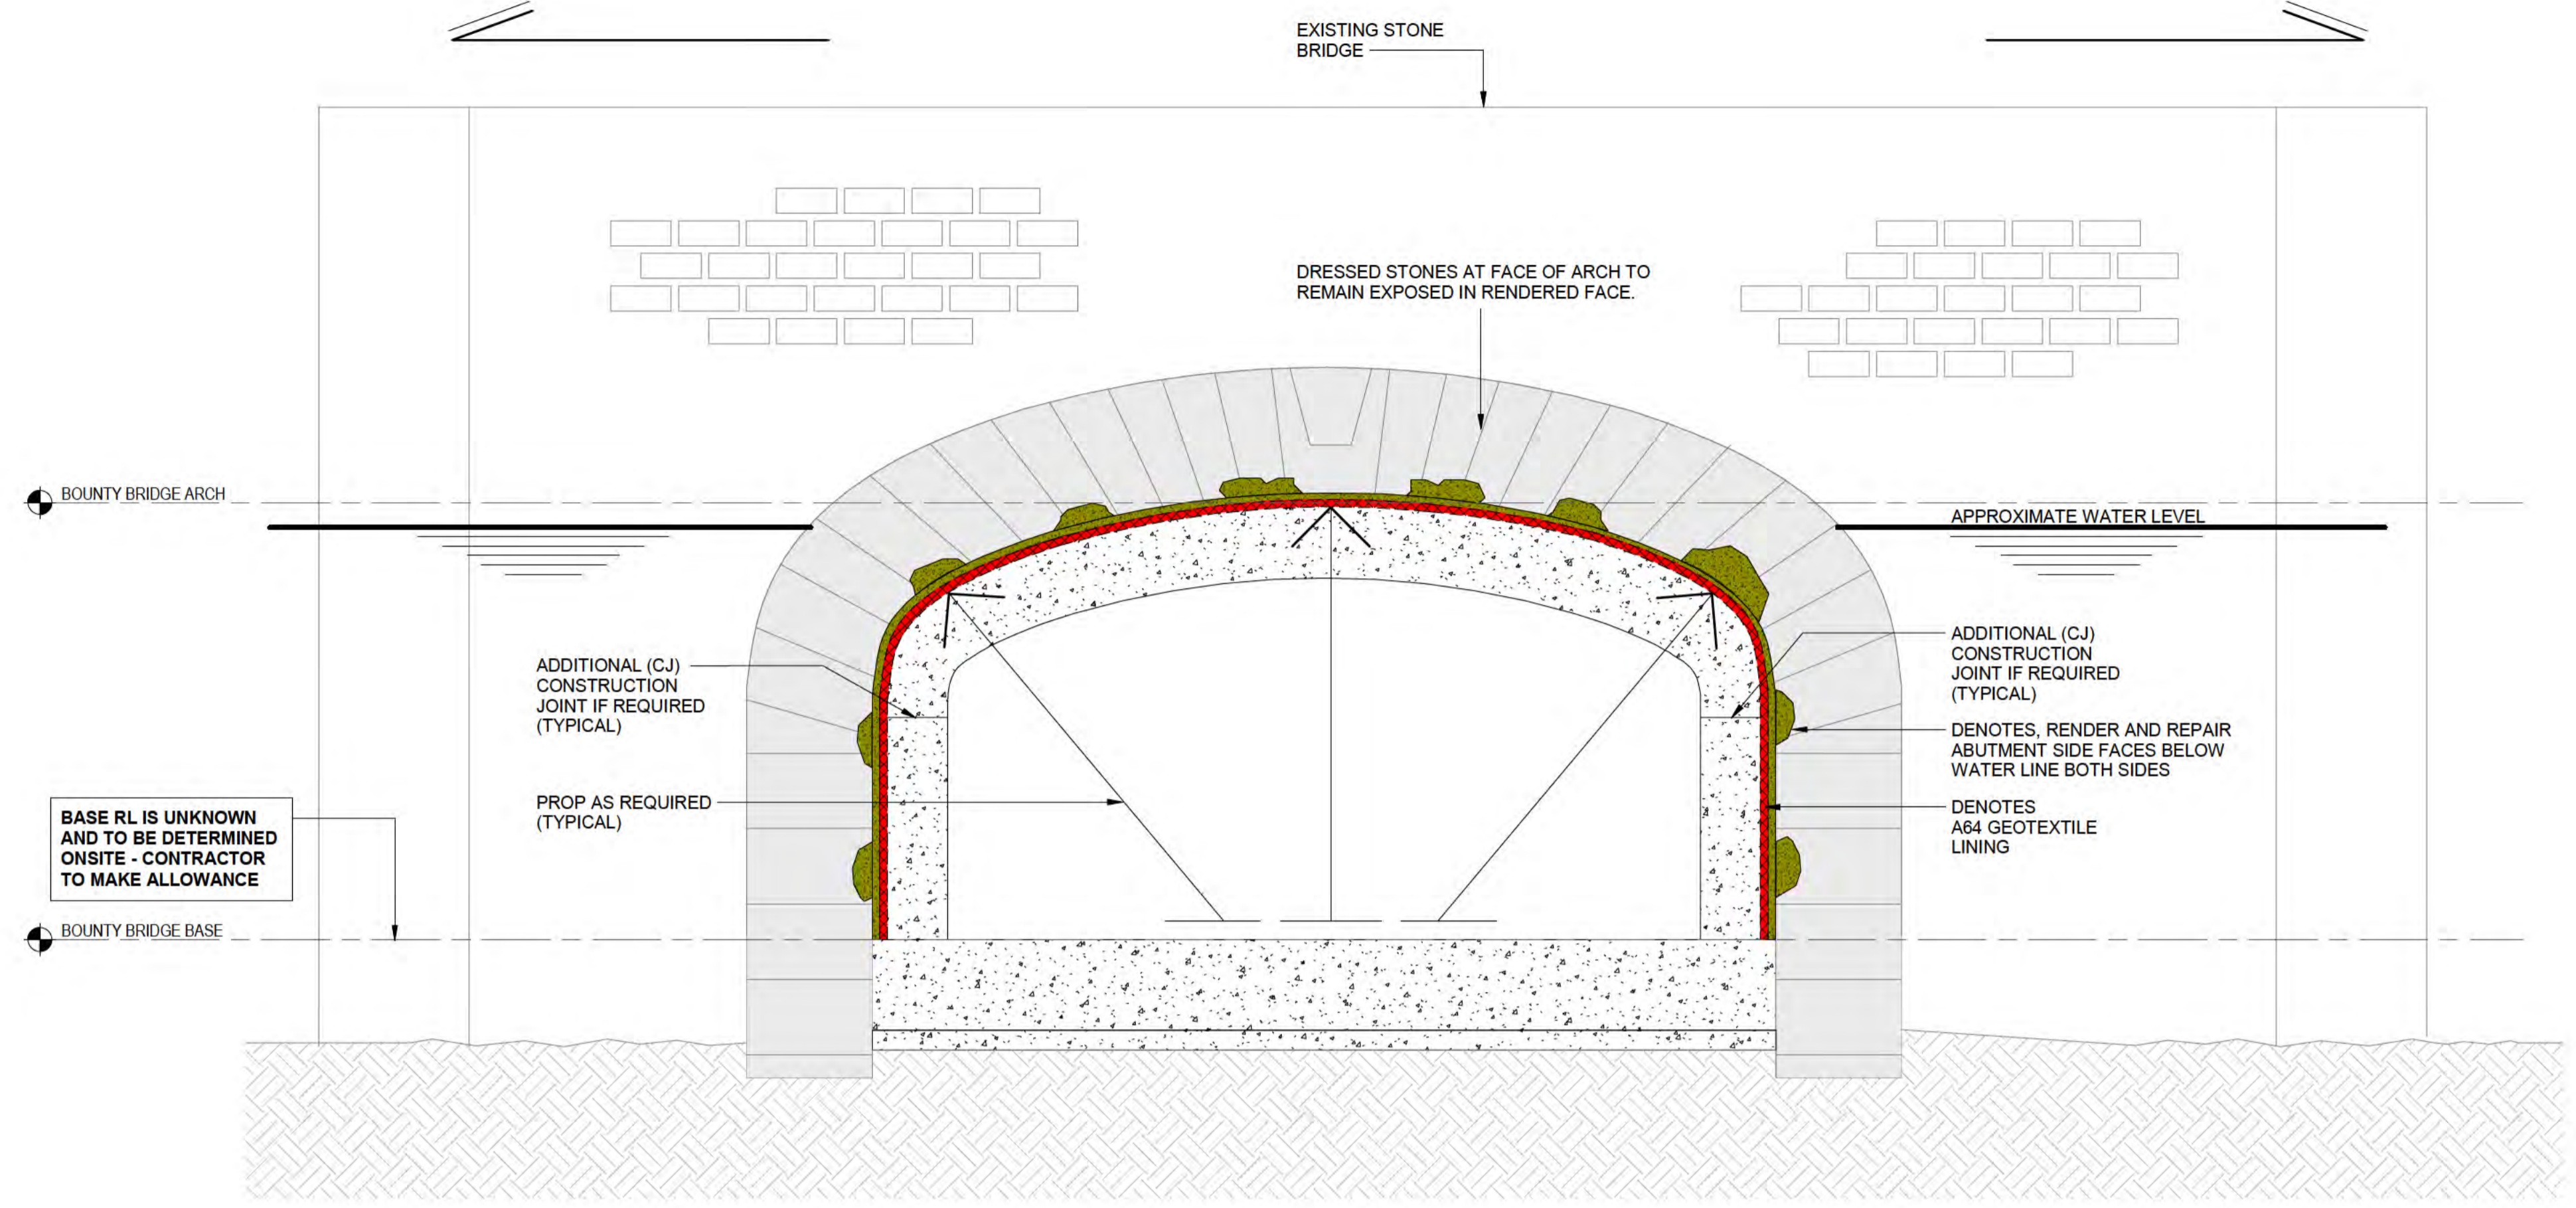 EXISTING STONE
BRIDGE
DRESSED STONES AT FACE OF ARCH TO
REMAIN EXPOSED IN RENDERED FACE.
BOUNTY BRIDGE ARCH
APPROXIMATE WATER LEVEL
ADDITIONAL (CJ)
CONSTRUCTION
JOINT IF REQUIRED
(TYPICAL)
ADDITIONAL (CJ)
CONSTRUCTION
JOINT IF REQUIRED
(TYPICAL)
DENOTES, RENDER AND REPAIR
ABUTMENT SIDE FACES BELOW
WATER LINE BOTH SIDES
PROP AS REQUIRED
(TYPICAL)
DENOTES
A64 GEOTEXTILE
LINING
BASE RL IS UNKNOWN
AND TO BE DETERMINED
ONSITE - CONTRACTOR
TO MAKE ALLOWANCE
BOUNTY BRIDGE BASE